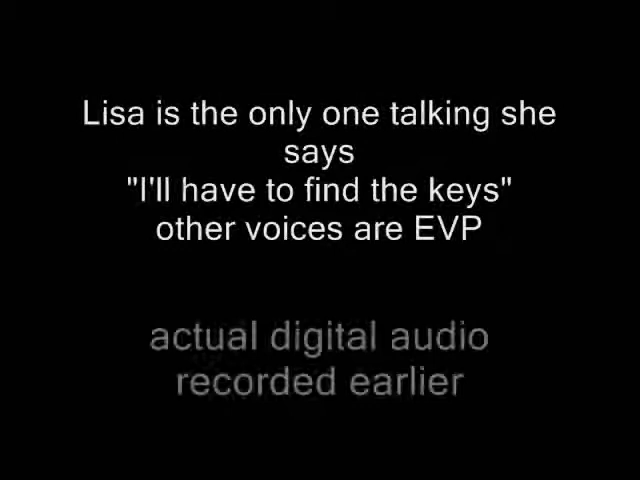 Lisa is the only one talking she
says
"I'll have to find the keys"
other voices are EVP
actual digital audio
recorded earlier